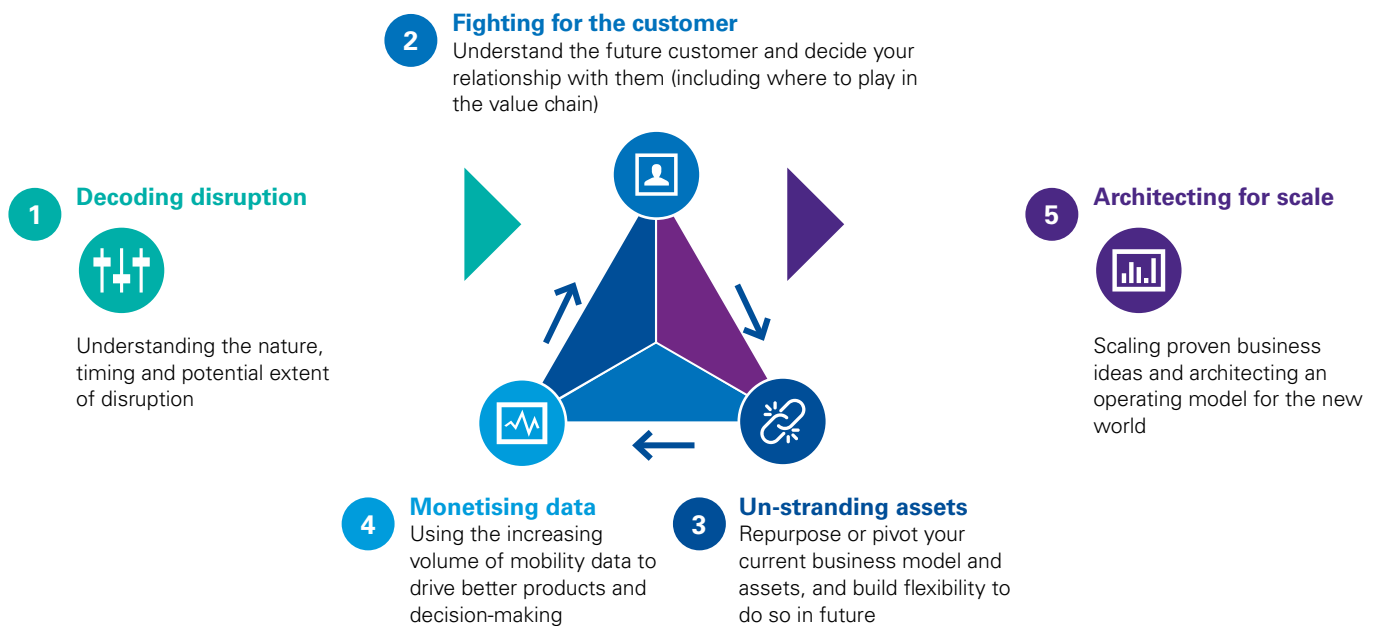 1
Decoding disruption
Understanding the nature,
timing and potential extent
of disruption
2
Fighting for the customer
Understand the future customer and decide your
relationship with them (including where to play in
the value chain)
3
Un-stranding assets
Repurpose or pivot your
current business model and
assets, and build flexibility to
do so in future
4
Monetising data
Using the increasing
volume of mobility data to
drive better products and
decision-making
5
Architecting for scale
Scaling proven business
ideas and architecting an
operating model for the new
world